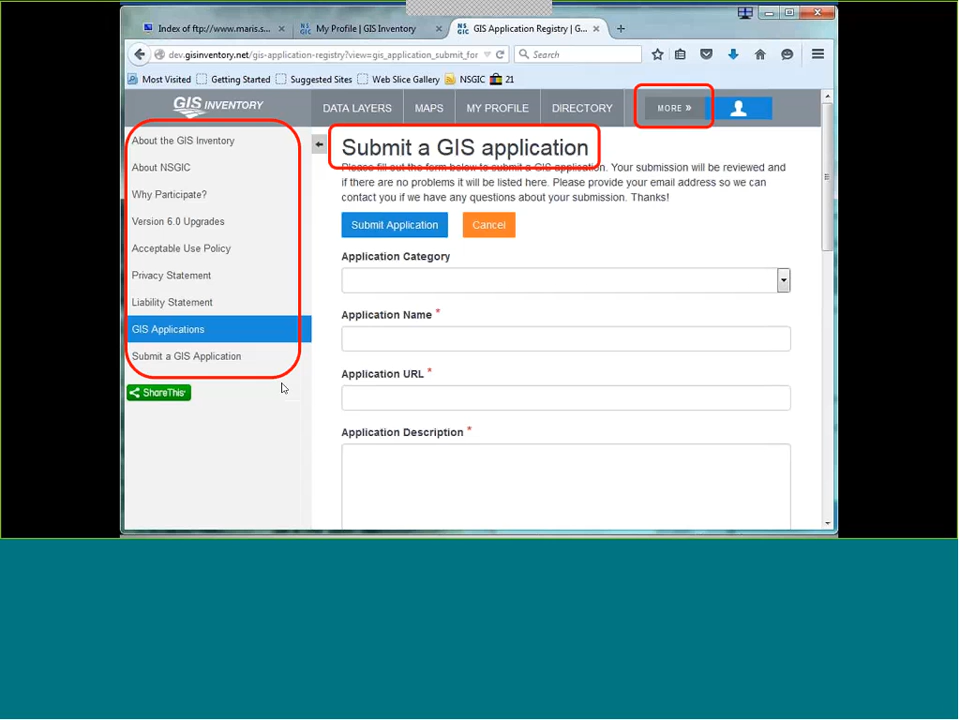 Index of ftp://www.maris.s...
My Profile | GIS Inventory
NS GIC
GIS Application Registry | G...
dev.gisinventory.net/gis-application-registry?view=gis_application_submit_for
Search
Most Visited
Getting Started
Suggested Sites
Web Slice Gallery
NSGIC
21
GIS INVENTORY
DATA LAYERS
MAPS
MY PROFILE
DIRECTORY
MORE »
About the GIS Inventory
About NSGIC
Why Participate?
Version 6.0 Upgrades
Acceptable Use Policy
Privacy Statement
Liability Statement
GIS Applications
Submit a GIS Application
ShareThis
Submit a GIS application
Please fill out the form below to submit a GIS application. Your submission will be reviewed and
if there are no problems it will be listed here. Please provide your email address so we can
contact you if we have any questions about your submission. Thanks!
Submit Application
Cancel
Application Category
Application Name *
Application URL *
Application Description *